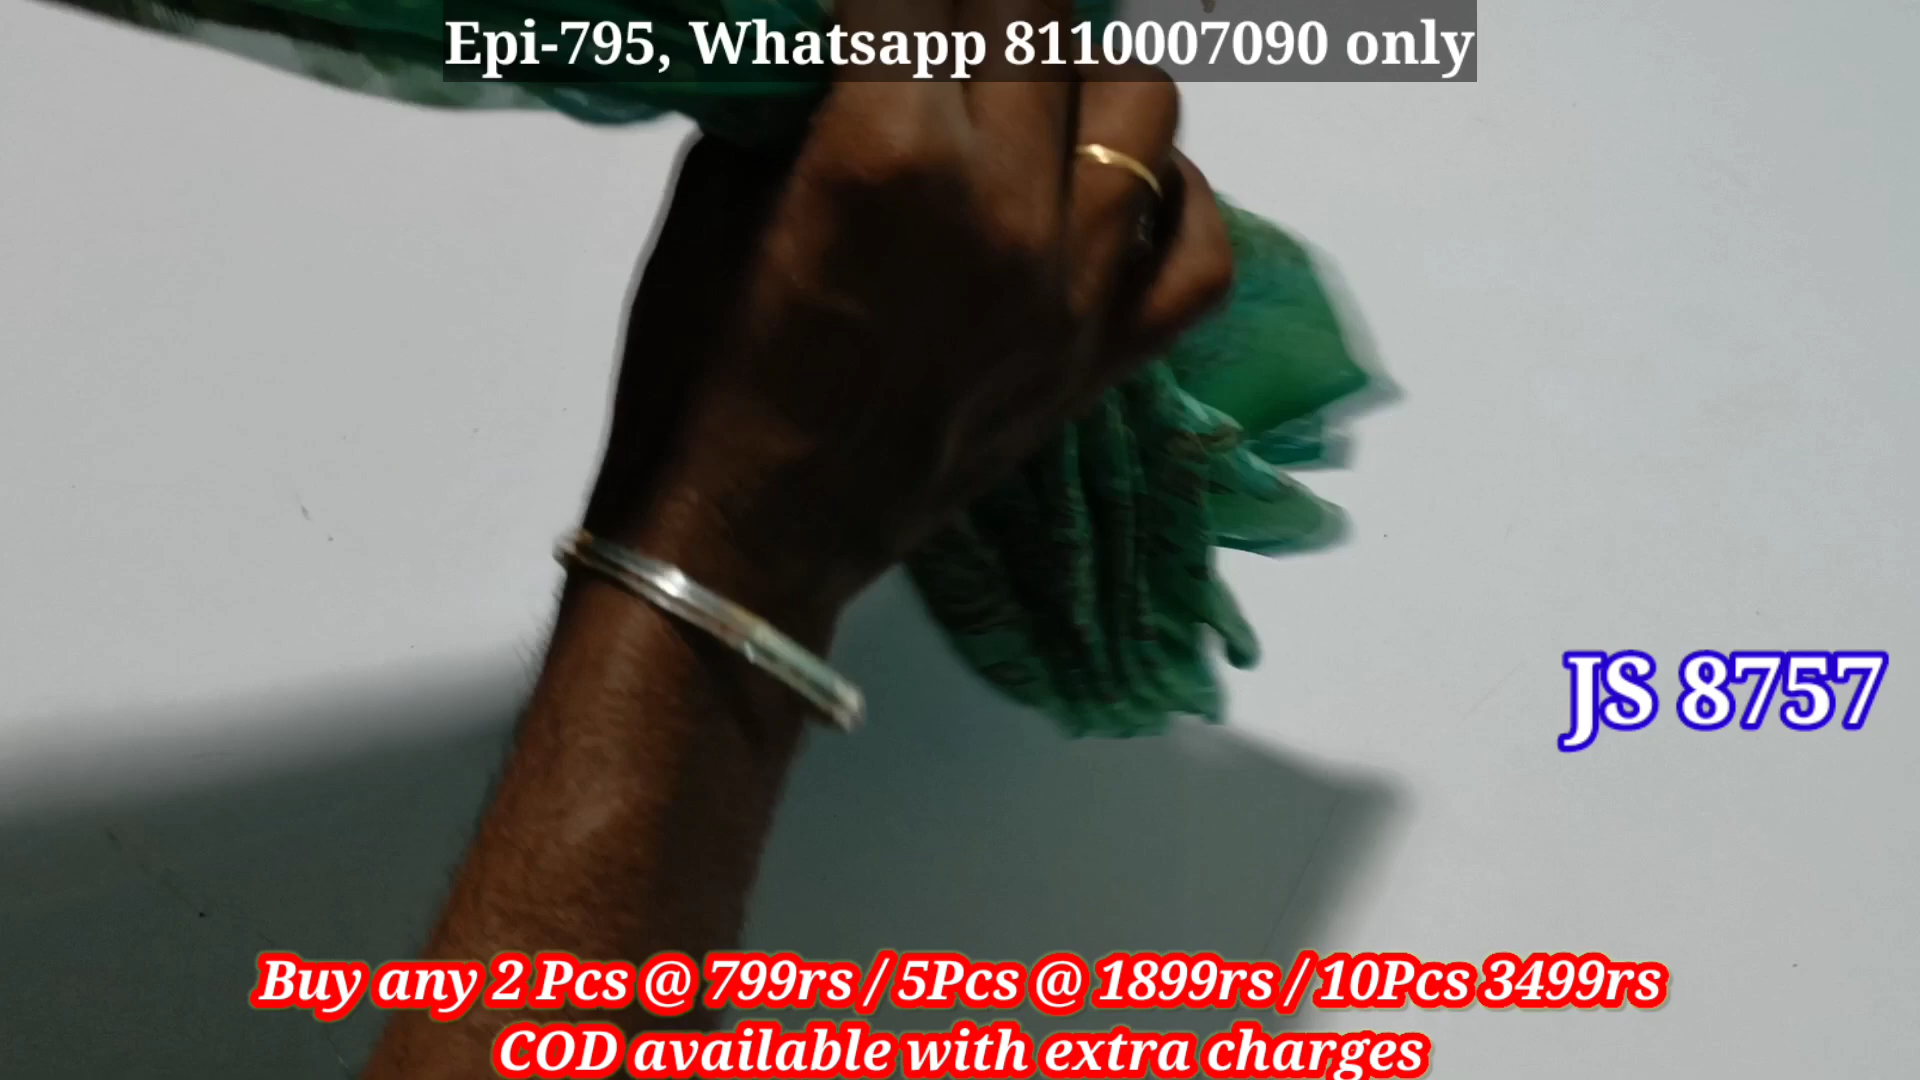 Epi-795, Whatsapp 8110007090 only
JS 8757
Buy any 2 Pcs @ 799rs / 5Pcs @ 1899rs / 10Pcs 3499rs
COD available with extra charges